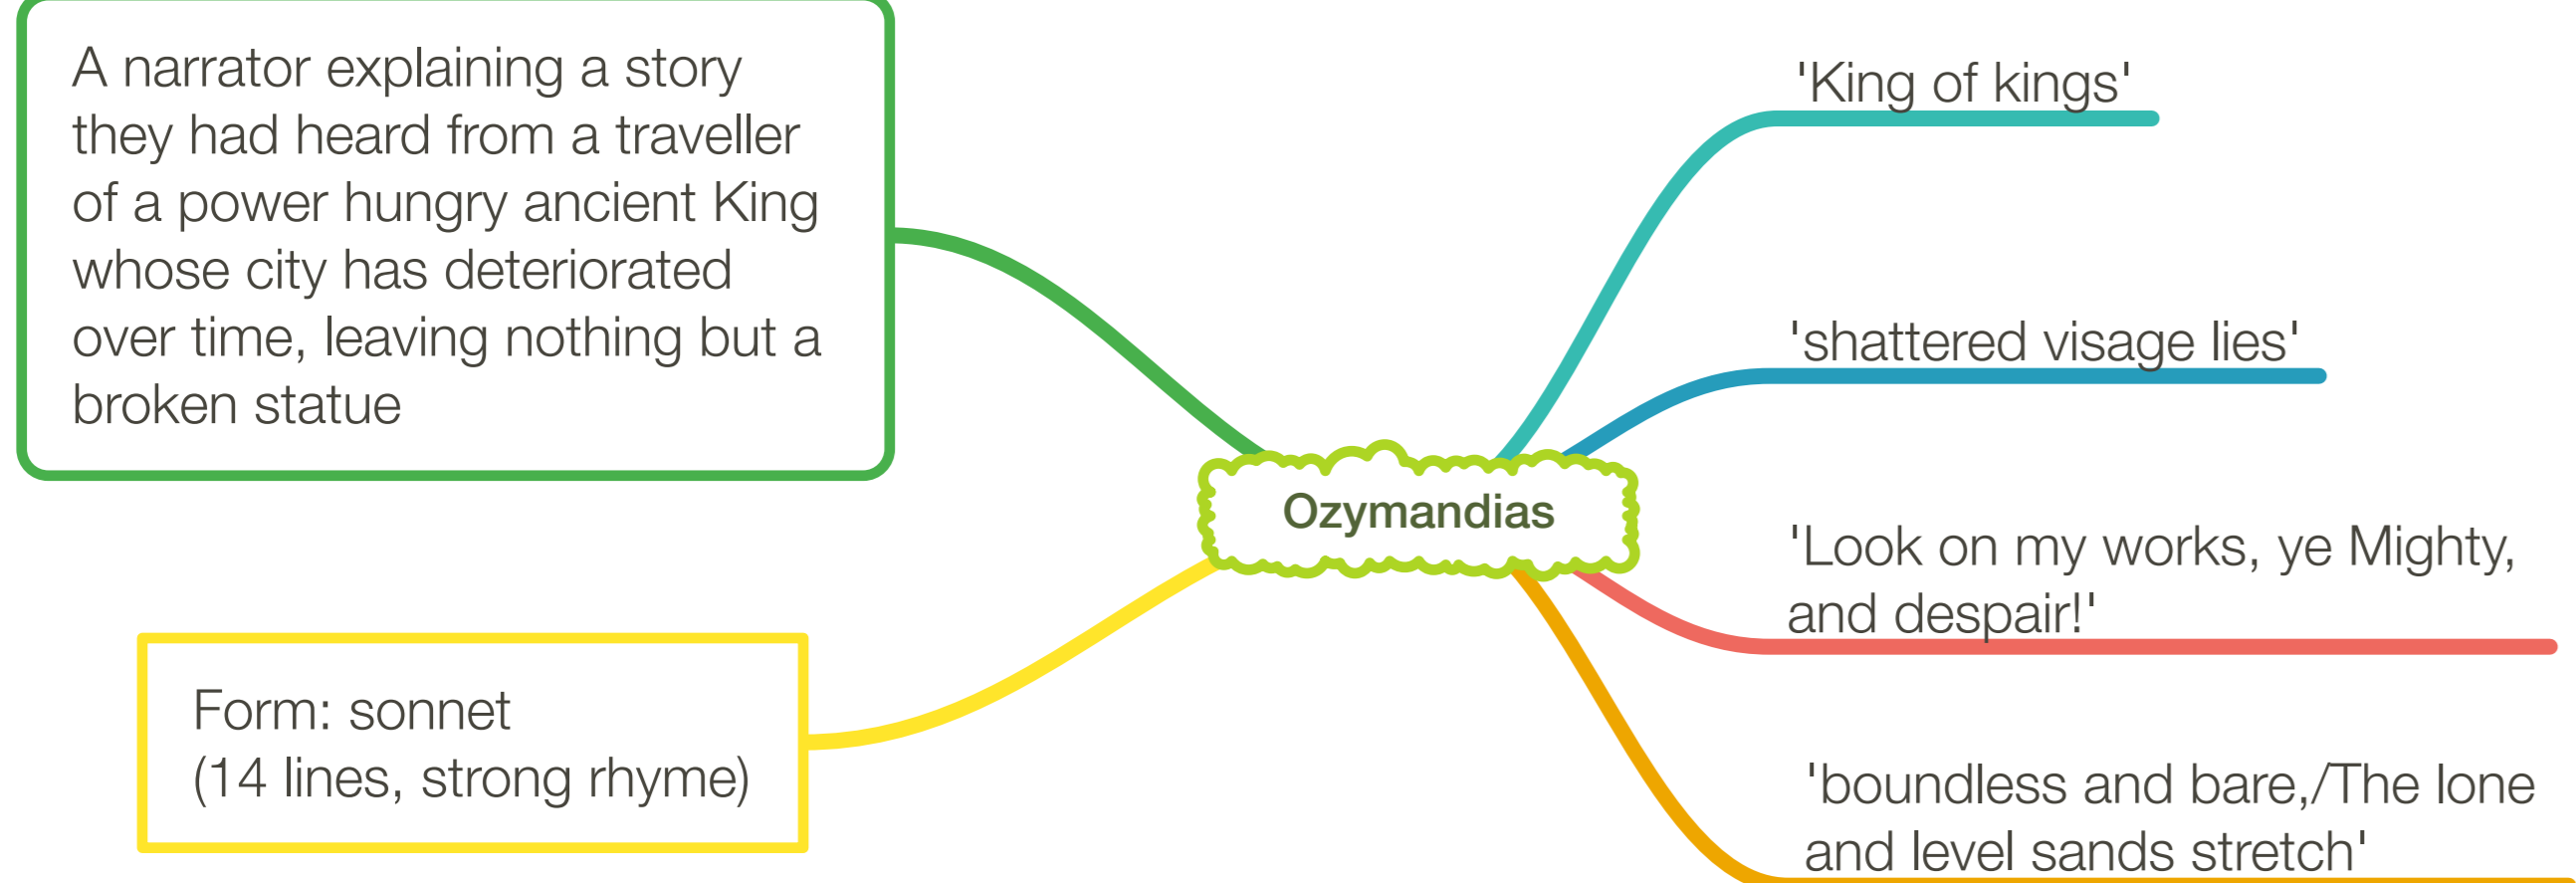 A narrator explaining a story
they had heard from a traveller
of a power hungry ancient King
whose city has deteriorated
over time, leaving nothing but a
broken statue
Form: sonnet
(14 lines, strong rhyme)
Ozymandias
'King of kings'
'shattered visage lies'
'Look on my works, ye Mighty,
and despair!'
'boundless and bare,/The lone
and level sands stretch'